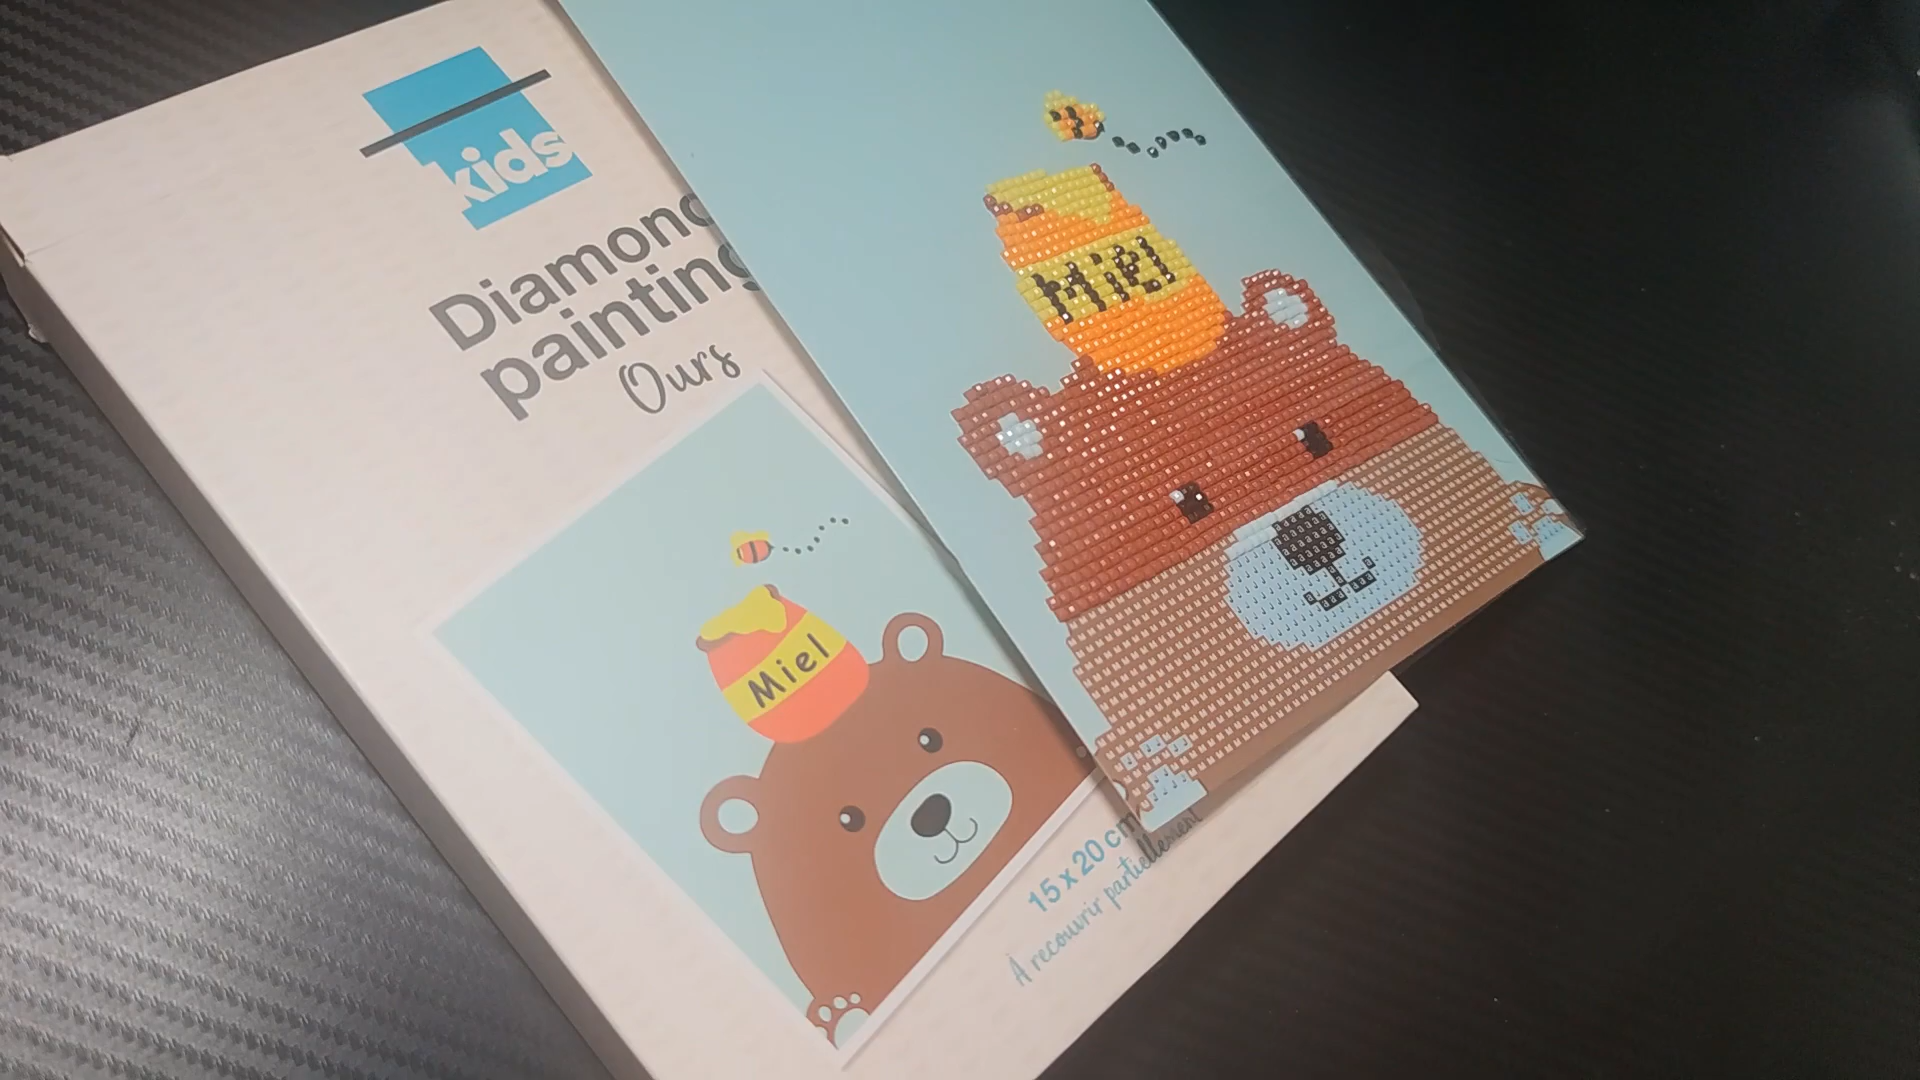 kids
Diamond
painting
Ours
Miel
Miel
15 x 20 cm
À recouvrir partiellement